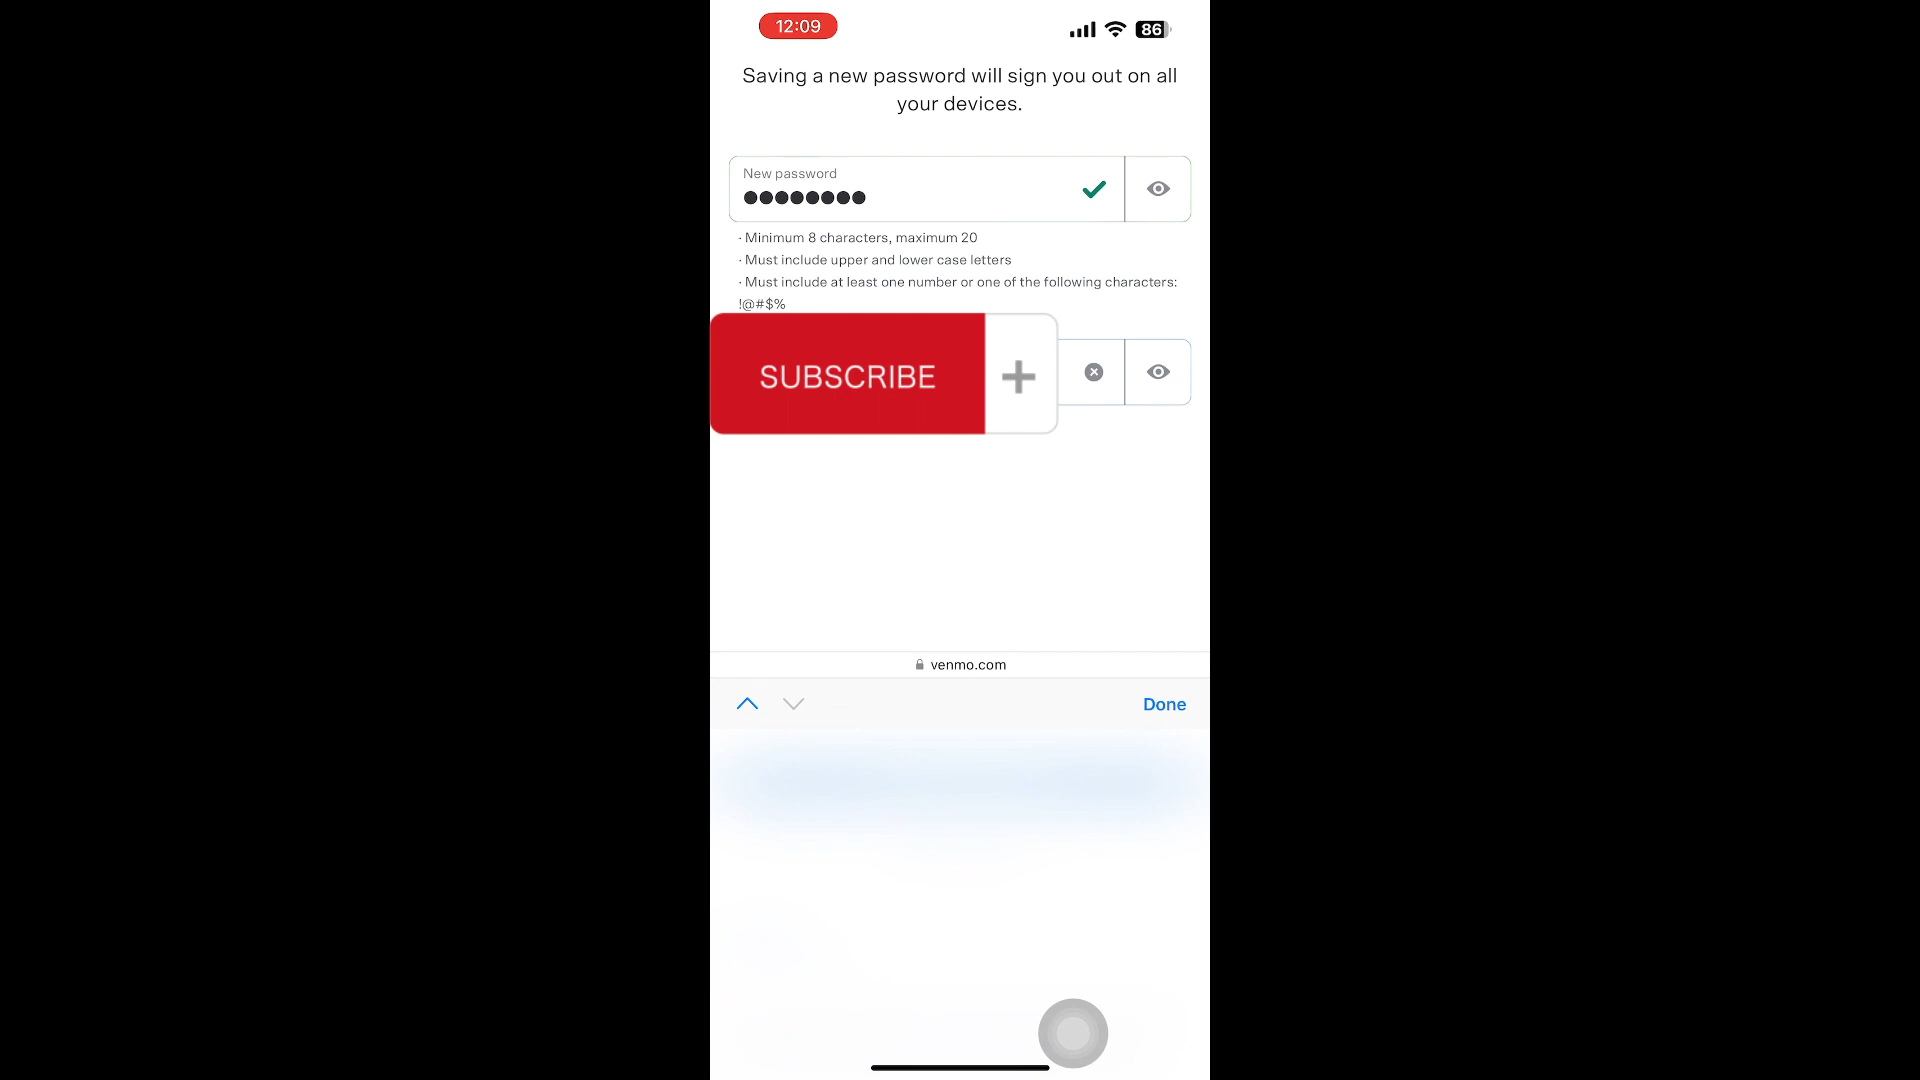 12:09
86
Saving a new password will sign you out on all
your devices.
New password
●●●●●●●●
· Minimum 8 characters, maximum 20
· Must include upper and lower case letters
· Must include at least one number or one of the following characters:
!@#$%
SUBSCRIBE
venmo.com
Done